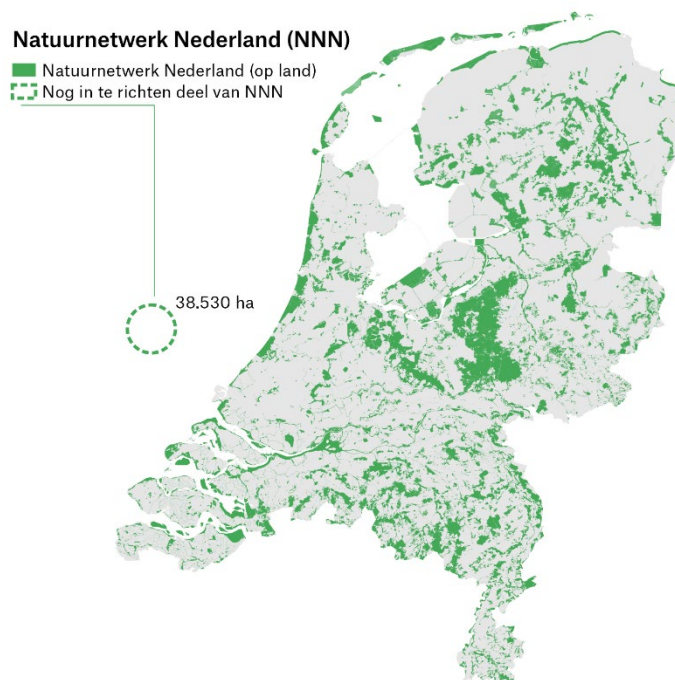 Natuurnetwerk Nederland (NNN)
Natuurnetwerk Nederland (op land)
Nog in te richten deel van NNN
38.530 ha